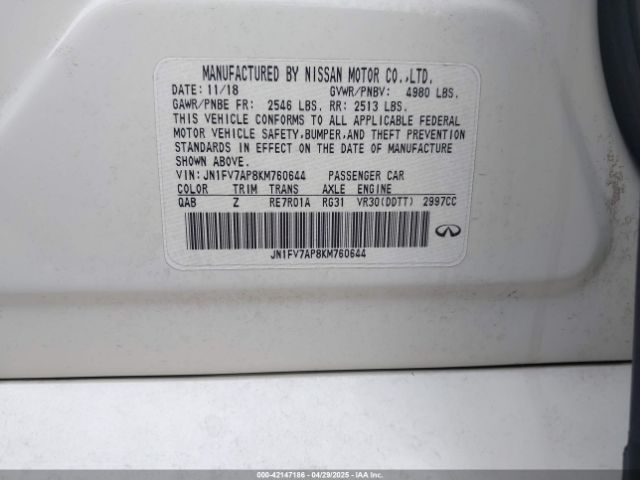 MANUFACTURED BY NISSAN MOTOR CO.,LTD.
DATE: 11/18 GVWR/PNBV: 4980 LBS.
GAWR/PNBE FR: 2546 LBS. RR: 2513 LBS.
THIS VEHICLE CONFORMS TO ALL APPLICABLE FEDERAL
MOTOR VEHICLE SAFETY,BUMPER,AND THEFT PREVENTION
STANDARDS IN EFFECT ON THE DATE OF MANUFACTURE
SHOWN ABOVE.
VIN: JN1FV7AP8KM760644 PASSENGER CAR
COLOR TRIM TRANS AXLE ENGINE
QAB Z RE7R01A RG31 VR30(DDTT) 2997CC
JN1FV7AP8KM760644
INFINITI
000-42147186 - 04/29/2025 - IAAI.COM